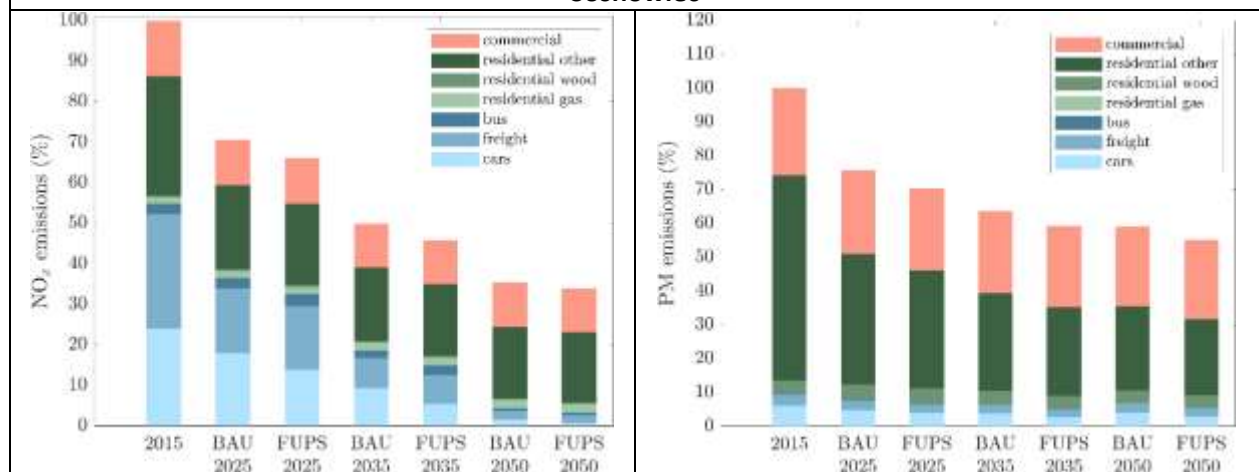 100
90
80
70
60
50
40
30
20
10
0
NOx emissions (%)
commercial
residential other
residential wood
residential gas
bus
freight
cars
2015 BAU FUPS BAU FUPS BAU FUPS
2025 2025 2035 2035 2050 2050
120
110
100
90
80
70
60
50
40
30
20
10
0
PM emissions (%)
commercial
residential other
residential wood
residential gas
bus
freight
cars
2015 BAU FUPS BAU FUPS BAU FUPS
2025 2025 2035 2035 2050 2050